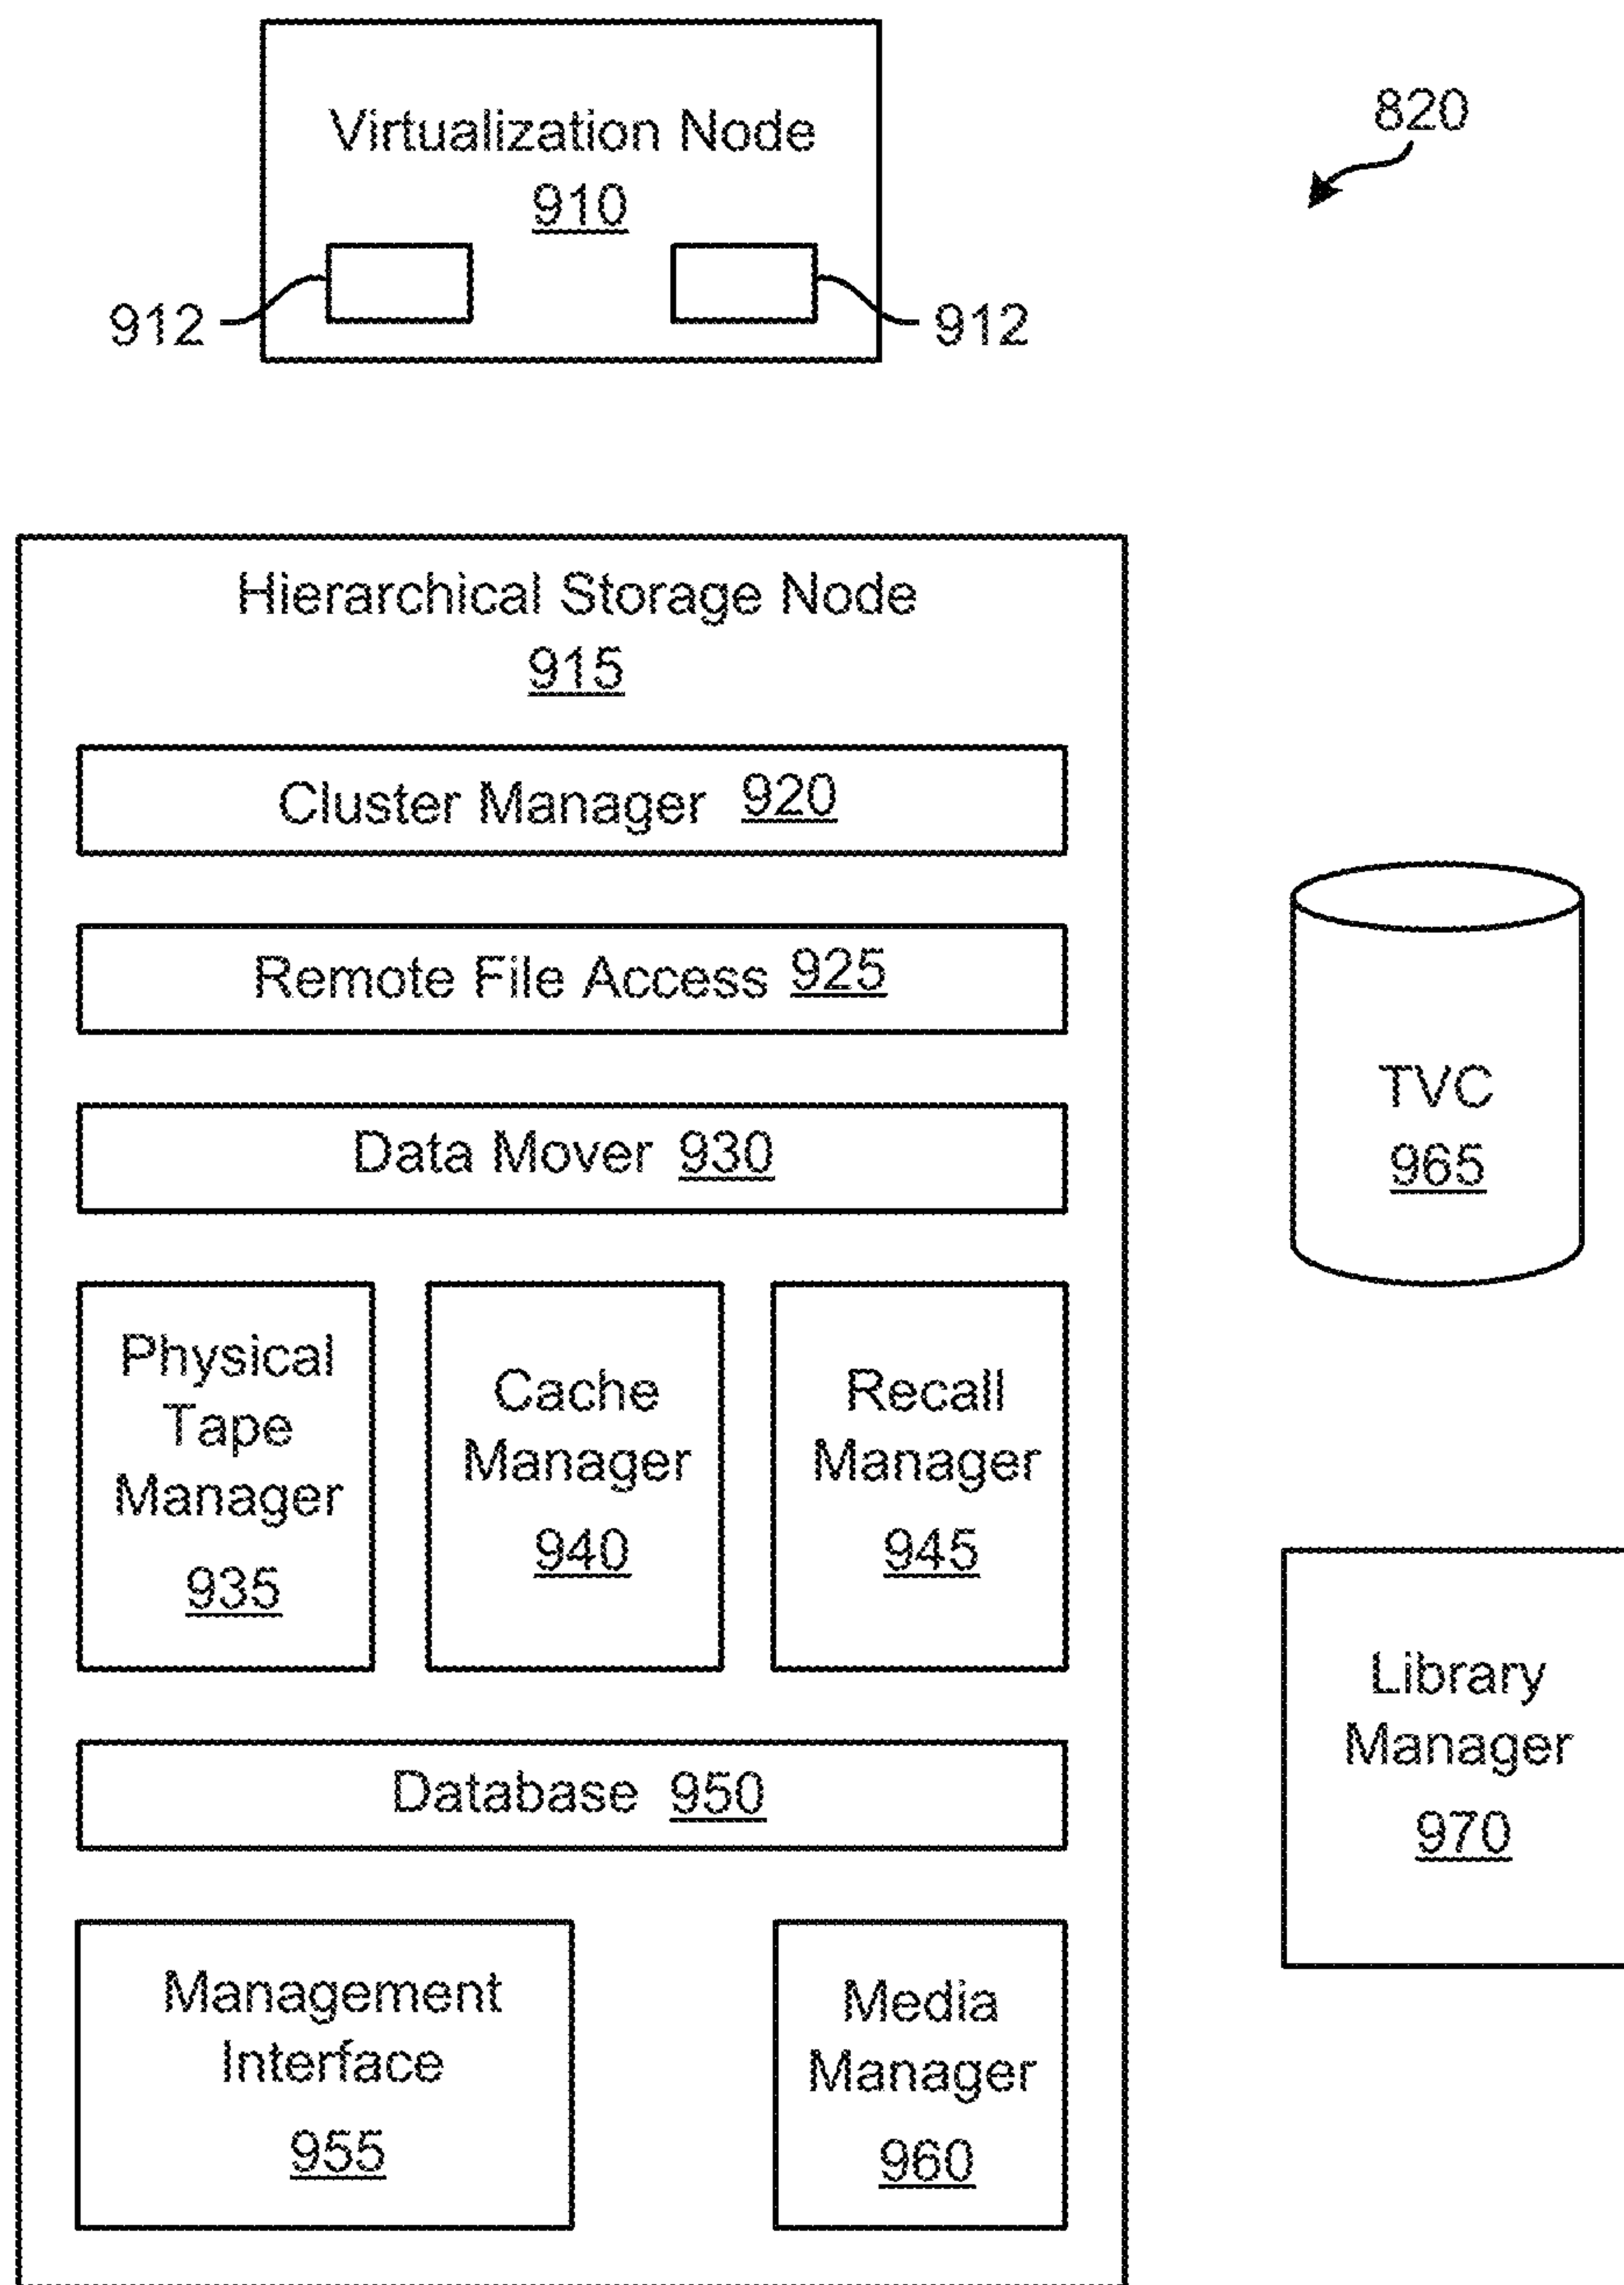 Virtualization Node
910
820
912
912
Hierarchical Storage Node
915
Cluster Manager 920
Remote File Access 925
Data Mover 930
TVC
965
Physical
Tape
Manager
935
Cache
Manager
940
Recall
Manager
945
Library
Manager
970
Database 950
Management
Interface
955
Media
Manager
960